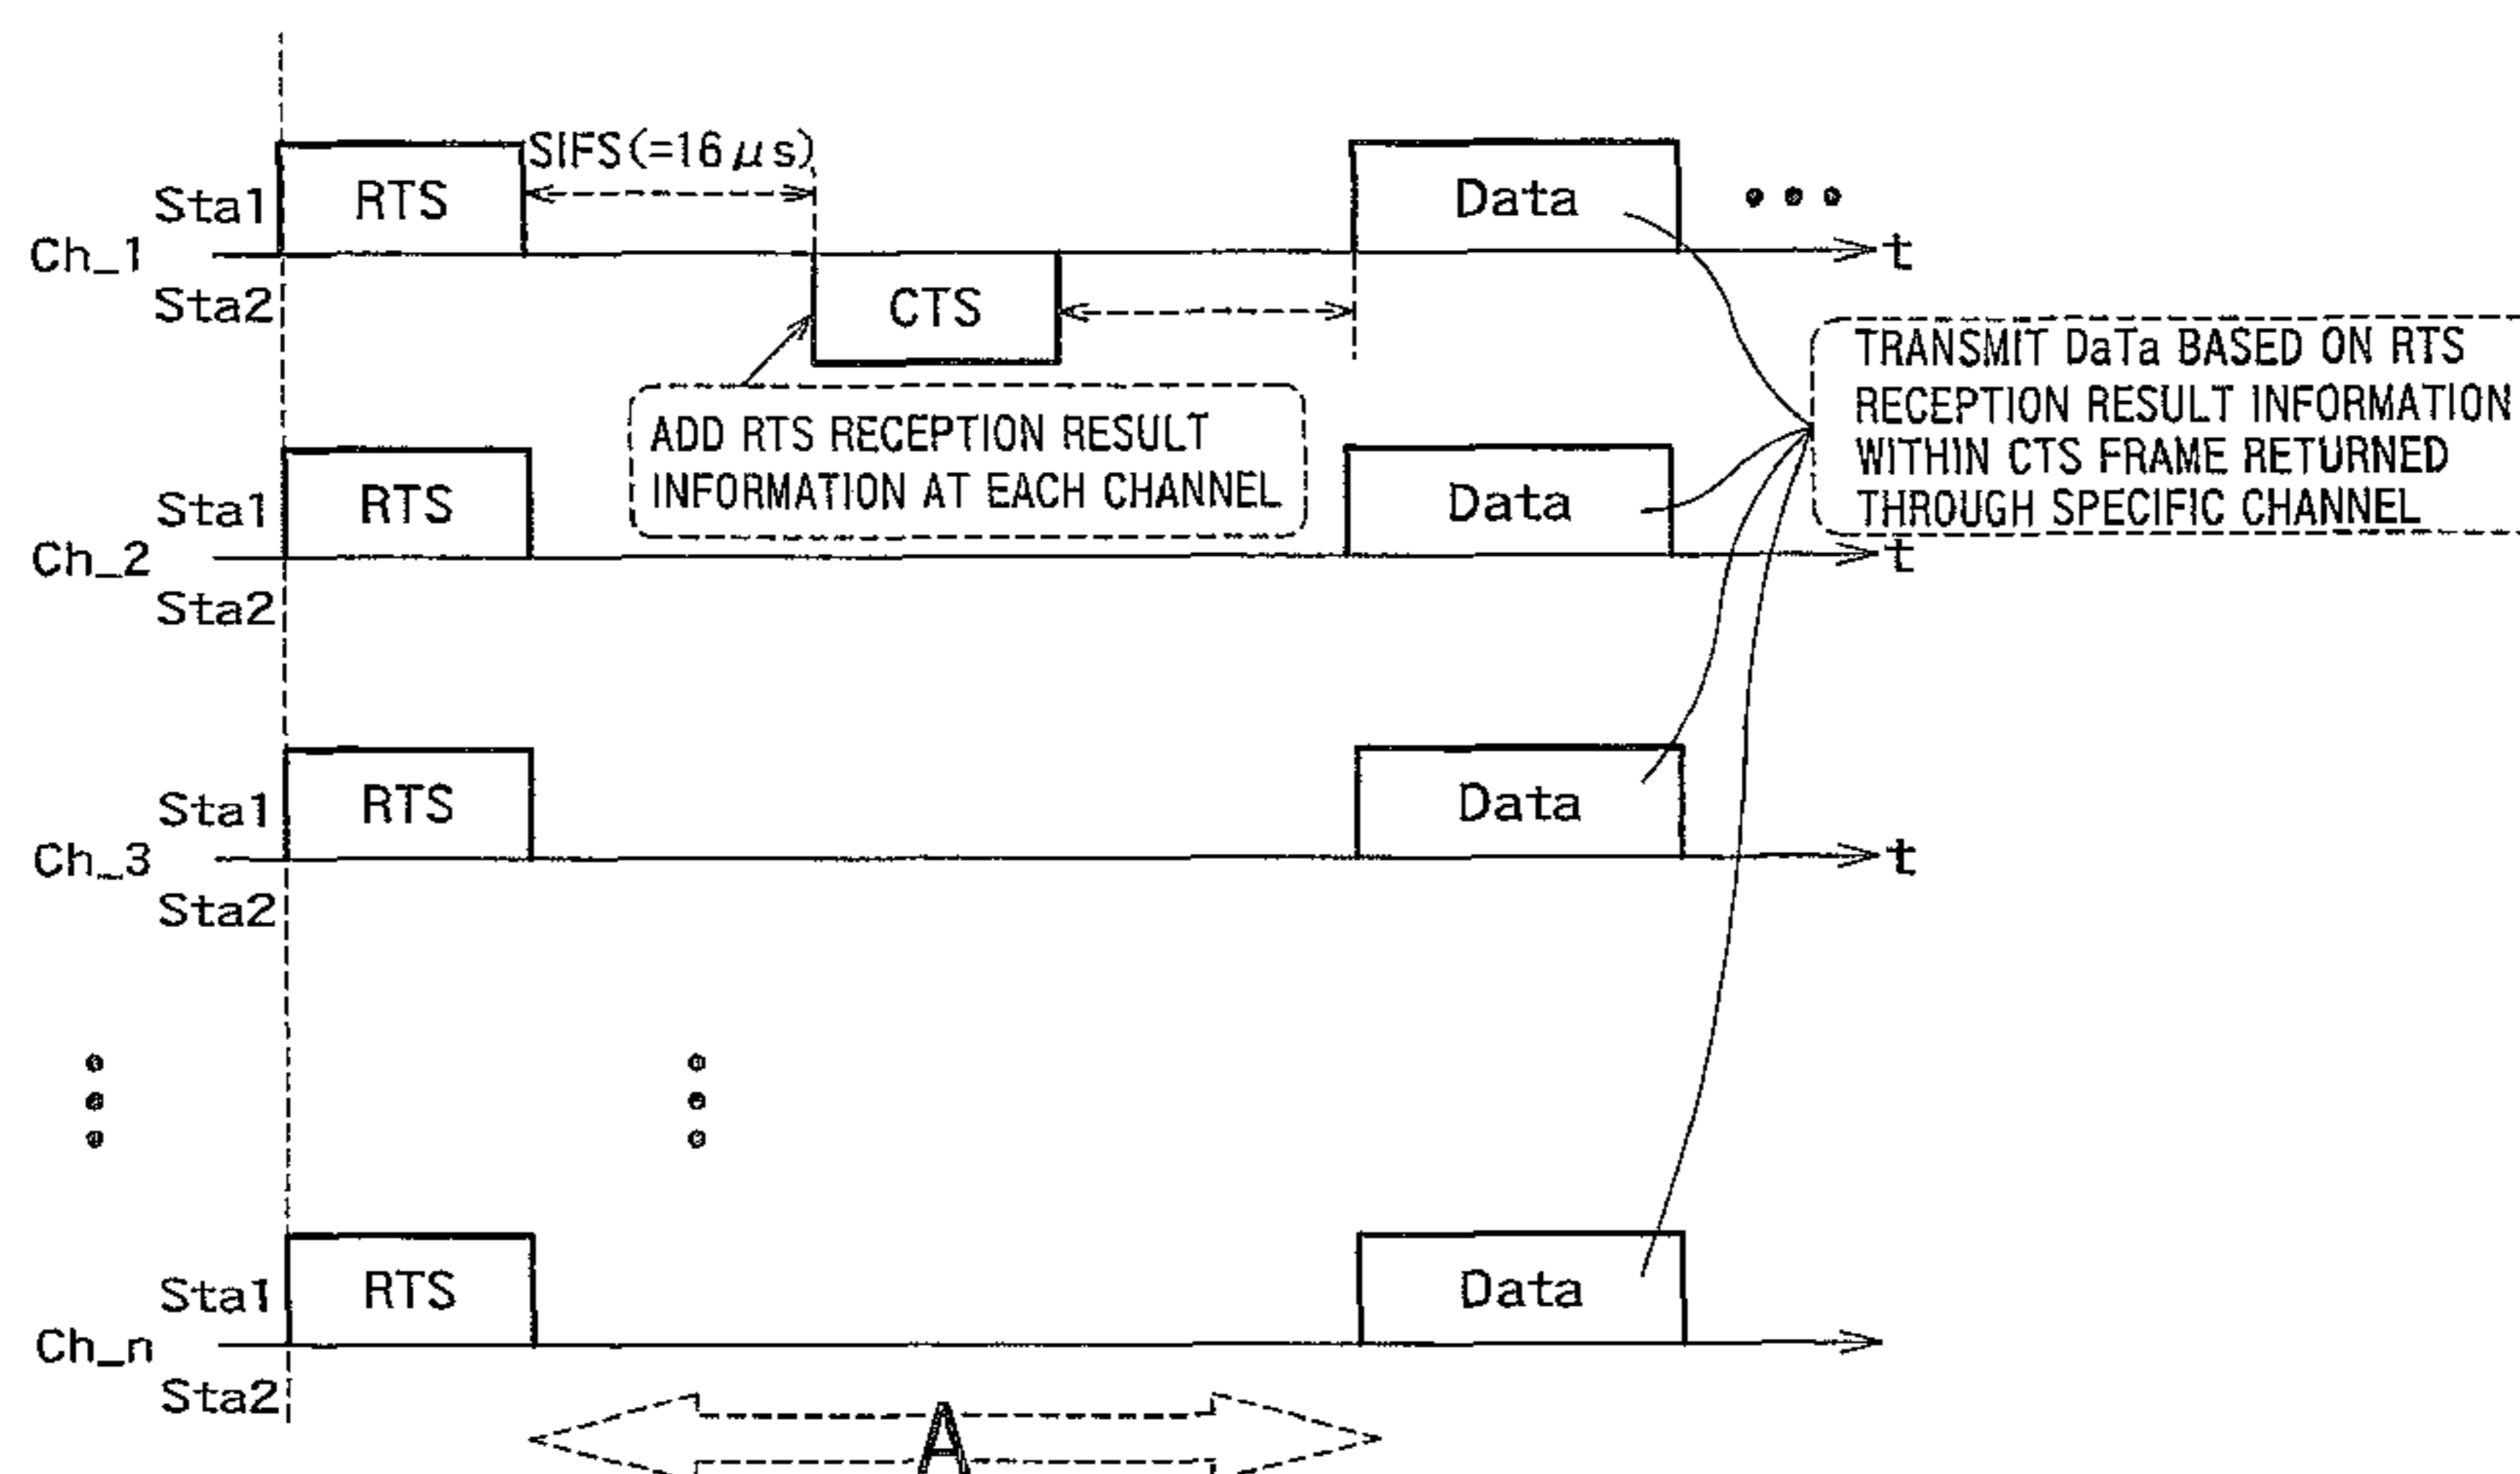 SIFS(=16μs)
Sta1 RTS Data
Ch_1 t
Sta2 CTS
ADD RTS RECEPTION RESULT
INFORMATION AT EACH CHANNEL
TRANSMIT DaTa BASED ON RTS
RECEPTION RESULT INFORMATION
WITHIN CTS FRAME RETURNED
THROUGH SPECIFIC CHANNEL
Sta1 RTS Data
Ch_2 t
Sta2
Sta1 RTS Data
Ch_3 t
Sta2
Sta1 RTS Data
Ch_n
Sta2
A